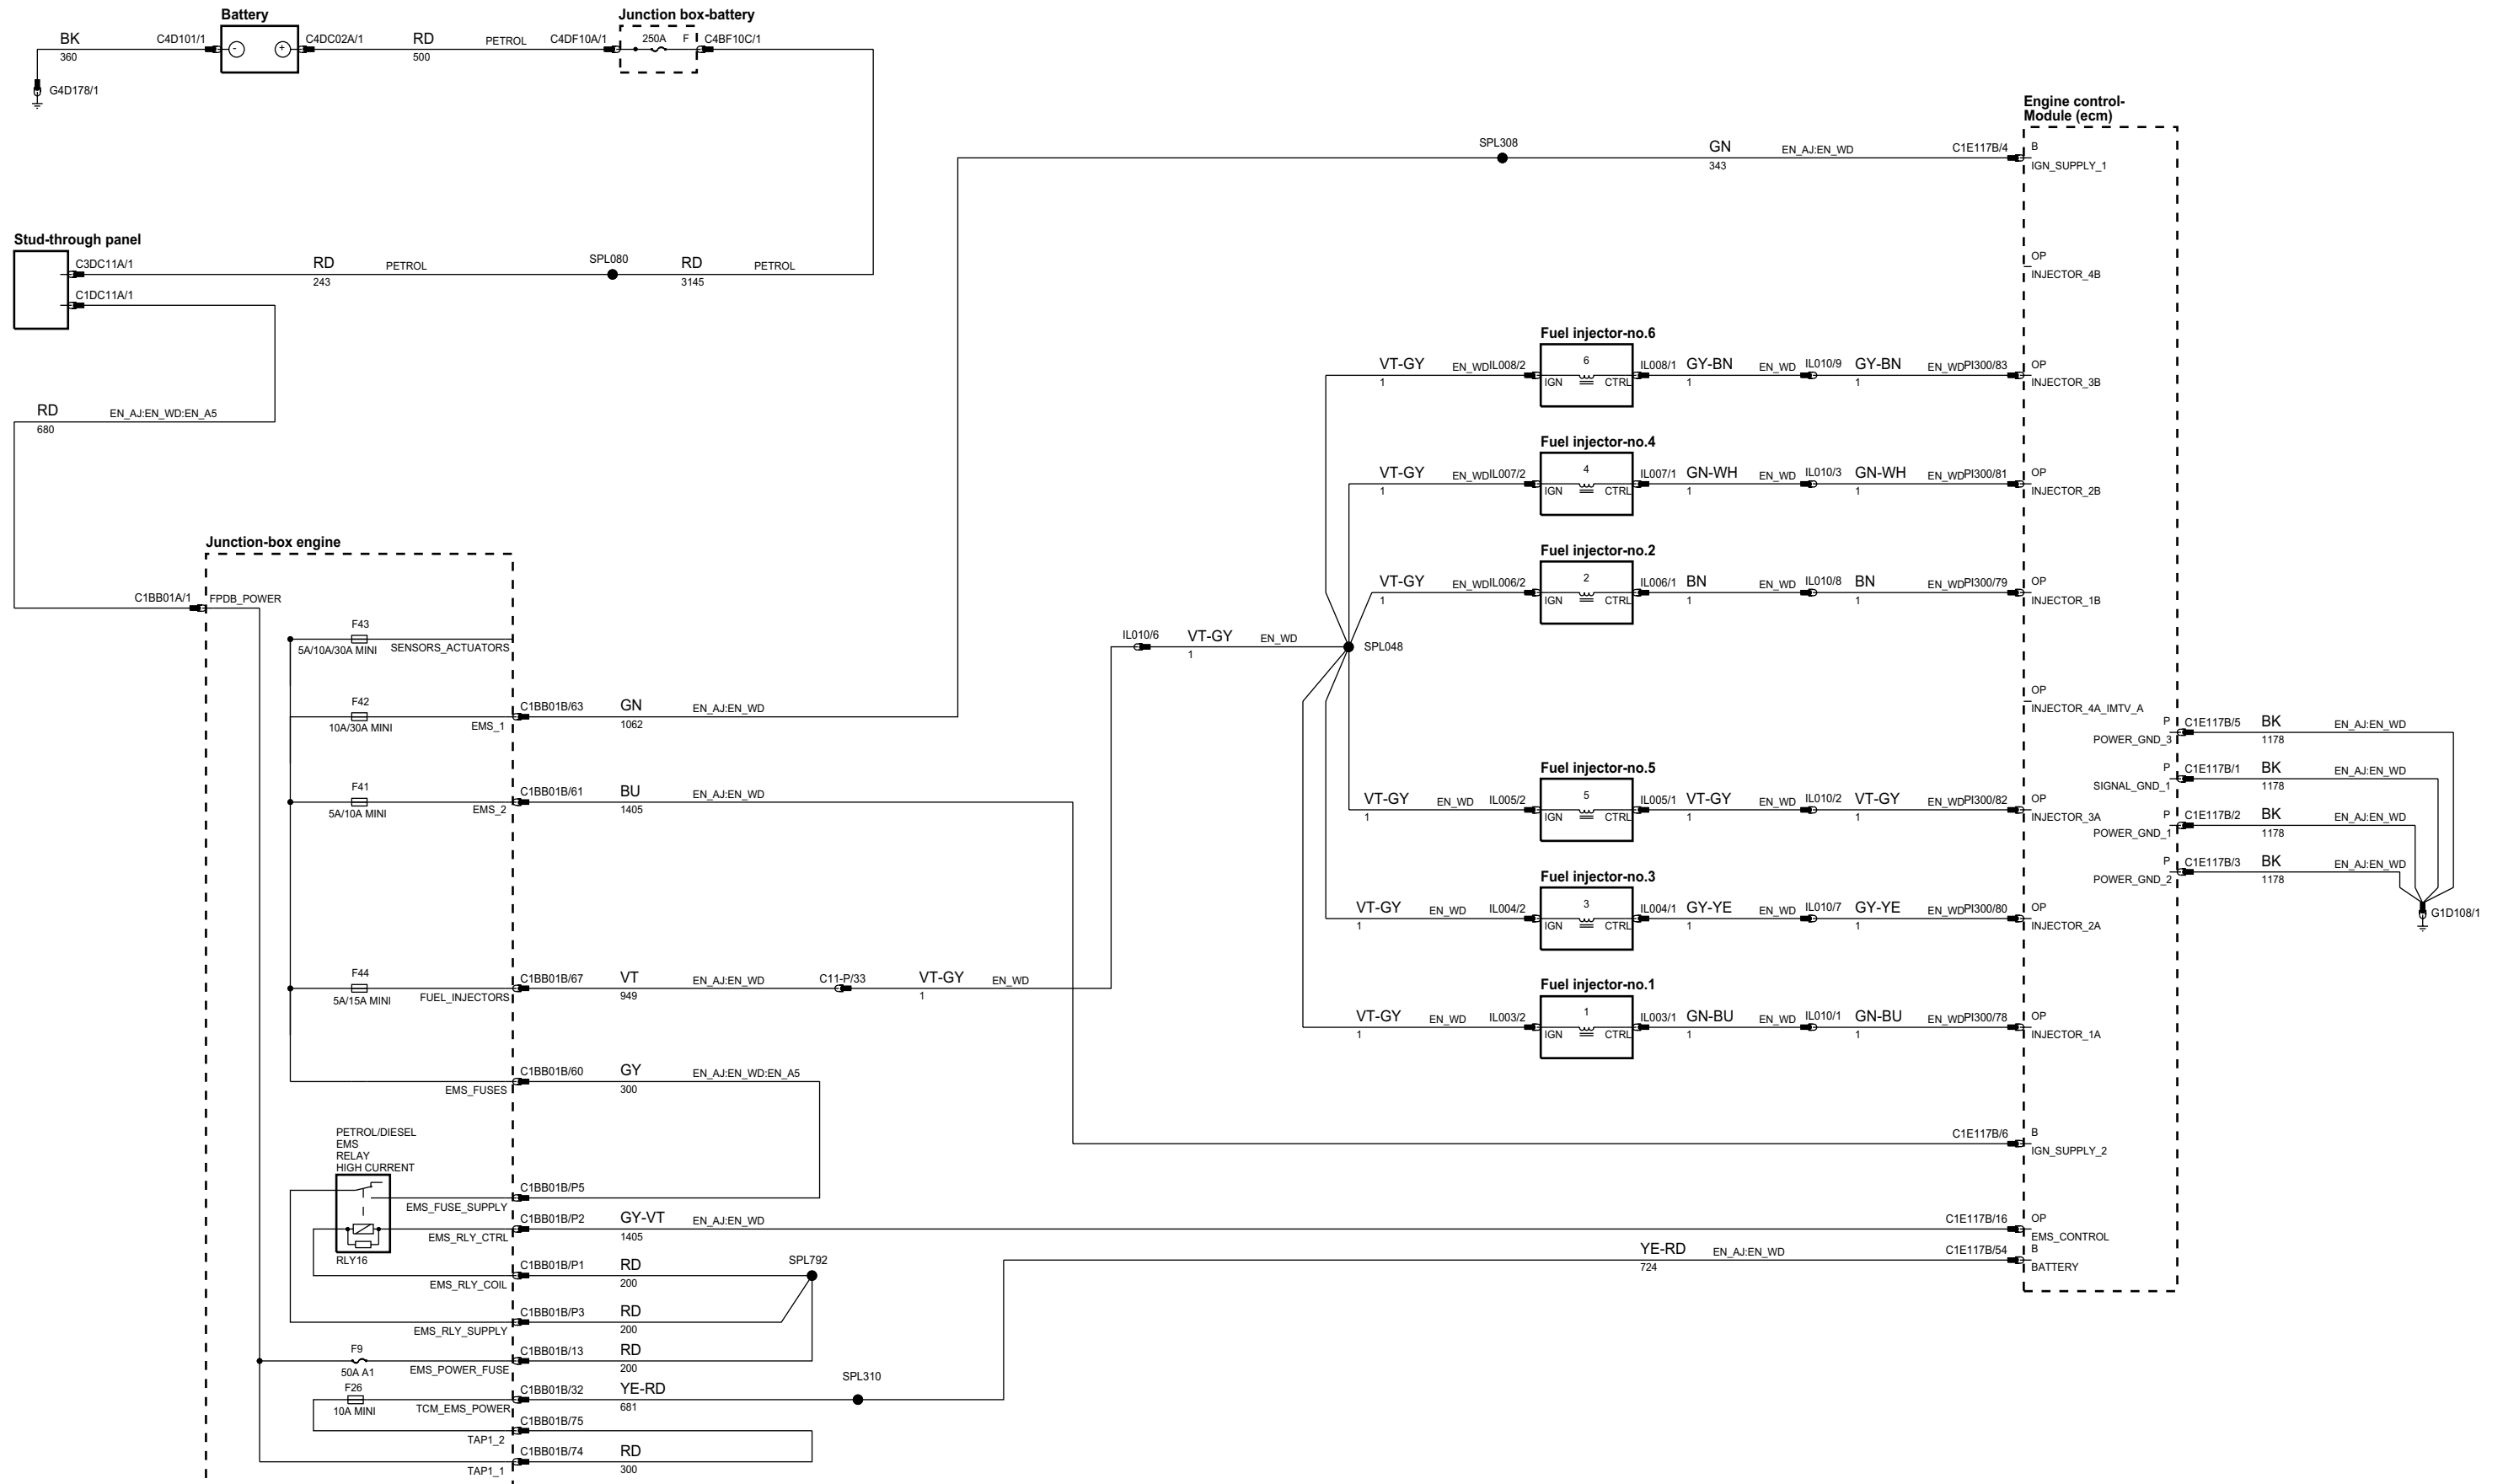 Battery
Junction box-battery
BK
360
C4D101/1
-
+
C4DC02A/1
RD
500
PETROL
C4DF10A/1
250A
F
C4BF10C/1
G4D178/1
Engine control-
Module (ecm)
SPL308
GN
343
EN_AJ:EN_WD
C1E117B/4
B
IGN_SUPPLY_1
Stud-through panel
C3DC11A/1
RD
243
PETROL
SPL080
RD
3145
PETROL
C1DC11A/1
OP
INJECTOR_4B
RD
680
EN_AJ:EN_WD:EN_A5
Fuel injector-no.6
VT-GY
1
EN_WD
IL008/2
6
IGN
CTRL
IL008/1
GY-BN
1
EN_WD
IL010/9
GY-BN
1
EN_WD
PI300/83
OP
INJECTOR_3B
Fuel injector-no.4
VT-GY
1
EN_WD
IL007/2
4
IGN
CTRL
IL007/1
GN-WH
1
EN_WD
IL010/3
GN-WH
1
EN_WD
PI300/81
OP
INJECTOR_2B
Fuel injector-no.2
VT-GY
1
EN_WD
IL006/2
2
IGN
CTRL
IL006/1
BN
1
EN_WD
IL010/8
BN
1
EN_WD
PI300/79
OP
INJECTOR_1B
Junction-box engine
C1BB01A/1
FPDB_POWER
F43
5A/10A/30A MINI
SENSORS_ACTUATORS
IL010/6
VT-GY
1
EN_WD
SPL048
F42
10A/30A MINI
EMS_1
C1BB01B/63
GN
1062
EN_AJ:EN_WD
OP
INJECTOR_4A_IMTV_A
P
POWER_GND_3
C1E117B/5
BK
1178
EN_AJ:EN_WD
F41
5A/10A MINI
EMS_2
C1BB01B/61
BU
1405
EN_AJ:EN_WD
P
SIGNAL_GND_1
C1E117B/1
BK
1178
EN_AJ:EN_WD
Fuel injector-no.5
VT-GY
1
EN_WD
IL005/2
5
IGN
CTRL
IL005/1
VT-GY
1
EN_WD
IL010/2
VT-GY
1
EN_WD
PI300/82
OP
INJECTOR_3A
P
POWER_GND_1
C1E117B/2
BK
1178
EN_AJ:EN_WD
P
POWER_GND_2
C1E117B/3
BK
1178
EN_AJ:EN_WD
G1D108/1
Fuel injector-no.3
VT-GY
1
EN_WD
IL004/2
3
IGN
CTRL
IL004/1
GY-YE
1
EN_WD
IL010/7
GY-YE
1
EN_WD
PI300/80
OP
INJECTOR_2A
F44
5A/15A MINI
FUEL_INJECTORS
C1BB01B/67
VT
949
EN_AJ:EN_WD
C11-P/33
VT-GY
1
EN_WD
Fuel injector-no.1
VT-GY
1
EN_WD
IL003/2
1
IGN
CTRL
IL003/1
GN-BU
1
EN_WD
IL010/1
GN-BU
1
EN_WD
PI300/78
OP
INJECTOR_1A
EMS_FUSES
C1BB01B/60
GY
300
EN_AJ:EN_WD:EN_A5
C1E117B/6
B
IGN_SUPPLY_2
PETROL/DIESEL
EMS
RELAY
HIGH CURRENT
RLY16
EMS_FUSE_SUPPLY
C1BB01B/P5
EMS_RLY_CTRL
C1BB01B/P2
GY-VT
1405
EN_AJ:EN_WD
C1E117B/16
OP
EMS_CONTROL
EMS_RLY_COIL
C1BB01B/P1
RD
200
SPL792
YE-RD
724
EN_AJ:EN_WD
C1E117B/54
B
BATTERY
EMS_RLY_SUPPLY
C1BB01B/P3
RD
200
F9
50A A1
EMS_POWER_FUSE
C1BB01B/13
RD
200
F26
10A MINI
TCM_EMS_POWER
C1BB01B/32
YE-RD
681
SPL310
TAP1_2
C1BB01B/75
TAP1_1
C1BB01B/74
RD
300